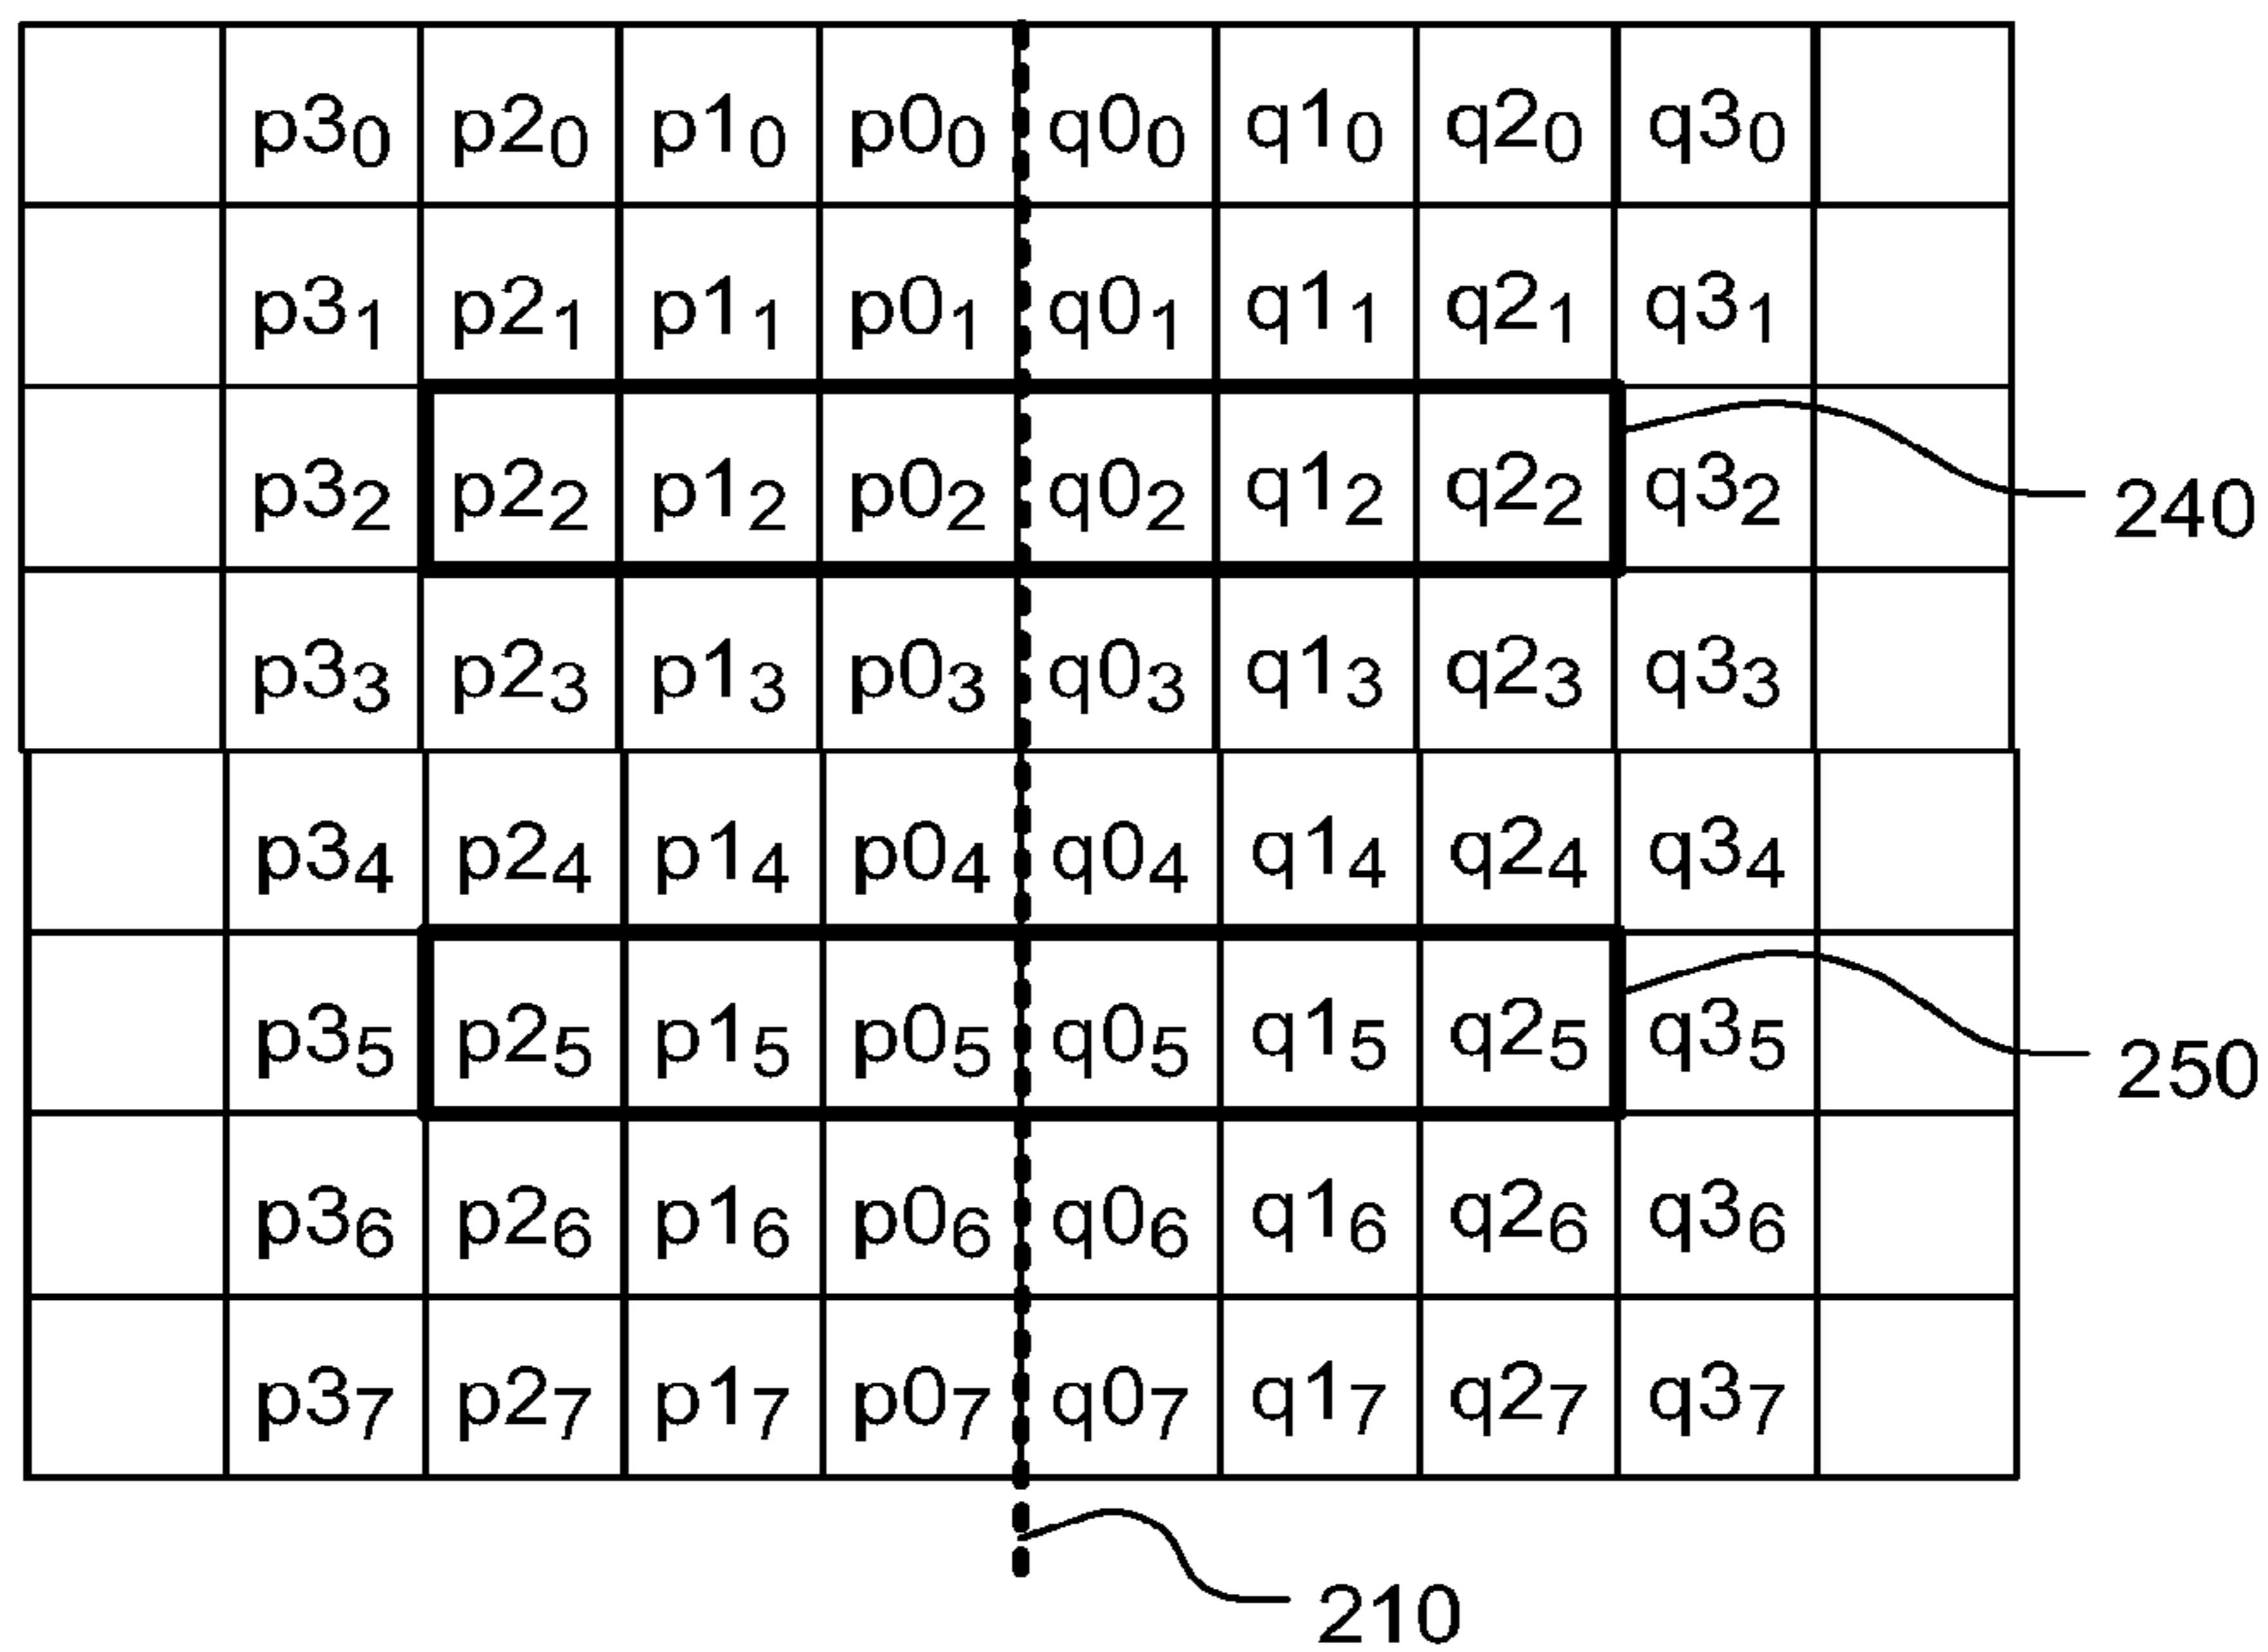 p3₀ p2₀ p1₀ p0₀ q0₀ q1₀ q2₀ q3₀
p3₁ p2₁ p1₁ p0₁ q0₁ q1₁ q2₁ q3₁
p3₂ p2₂ p1₂ p0₂ q0₂ q1₂ q2₂ q3₂
240
p3₃ p2₃ p1₃ p0₃ q0₃ q1₃ q2₃ q3₃
p3₄ p2₄ p1₄ p0₄ q0₄ q1₄ q2₄ q3₄
p3₅ p2₅ p1₅ p0₅ q0₅ q1₅ q2₅ q3₅
250
p3₆ p2₆ p1₆ p0₆ q0₆ q1₆ q2₆ q3₆
p3₇ p2₇ p1₇ p0₇ q0₇ q1₇ q2₇ q3₇
210